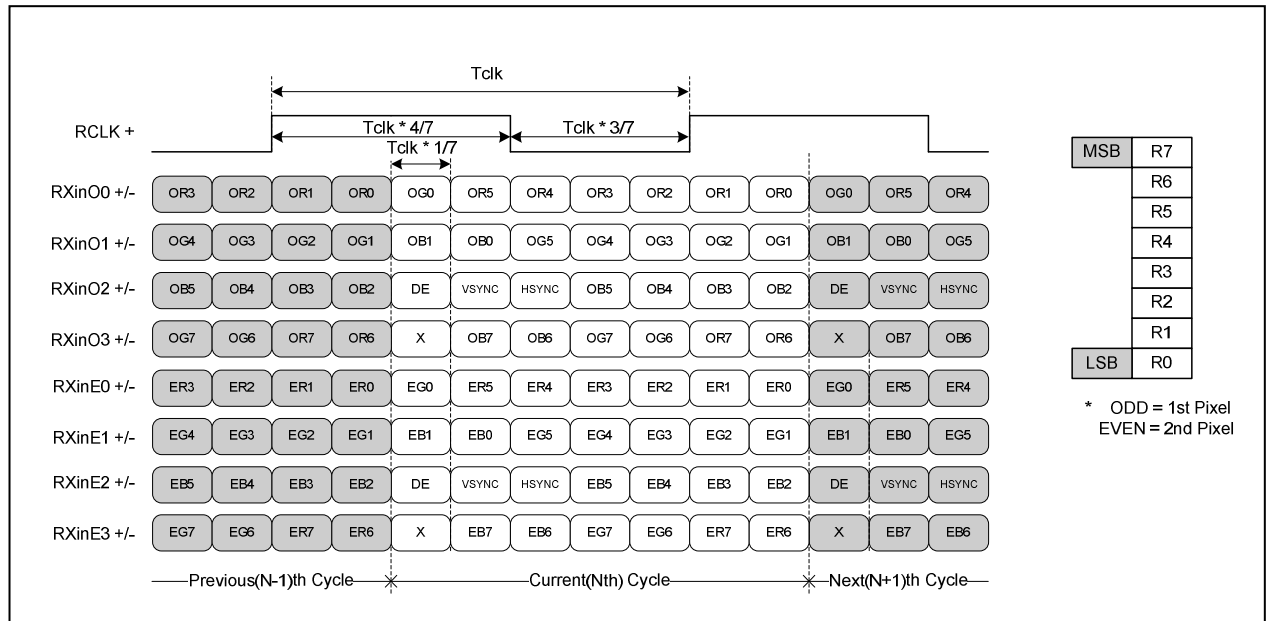 Tclk
RCLK +
Tclk * 4/7
Tclk * 3/7
Tclk * 1/7
RXinO0 +/- OR3 OR2 OR1 OR0 OG0 OR5 OR4 OR3 OR2 OR1 OR0 OG0 OR5 OR4
RXinO1 +/- OG4 OG3 OG2 OG1 OB1 OB0 OG5 OG4 OG3 OG2 OG1 OB1 OB0 OG5
RXinO2 +/- OB5 OB4 OB3 OB2 DE VSYNC HSYNC OB5 OB4 OB3 OB2 DE VSYNC HSYNC
RXinO3 +/- OG7 OG6 OR7 OR6 X OB7 OB6 OG7 OG6 OR7 OR6 X OB7 OB6
RXinE0 +/- ER3 ER2 ER1 ER0 EG0 ER5 ER4 ER3 ER2 ER1 ER0 EG0 ER5 ER4
RXinE1 +/- EG4 EG3 EG2 EG1 EB1 EB0 EG5 EG4 EG3 EG2 EG1 EB1 EB0 EG5
RXinE2 +/- EB5 EB4 EB3 EB2 DE VSYNC HSYNC EB5 EB4 EB3 EB2 DE VSYNC HSYNC
RXinE3 +/- EG7 EG6 ER7 ER6 X EB7 EB6 EG7 EG6 ER7 ER6 X EB7 EB6
Previous(N-1)th Cycle Current(Nth) Cycle Next(N+1)th Cycle
MSB R7
R6
R5
R4
R3
R2
R1
LSB R0
* ODD = 1st Pixel
EVEN = 2nd Pixel